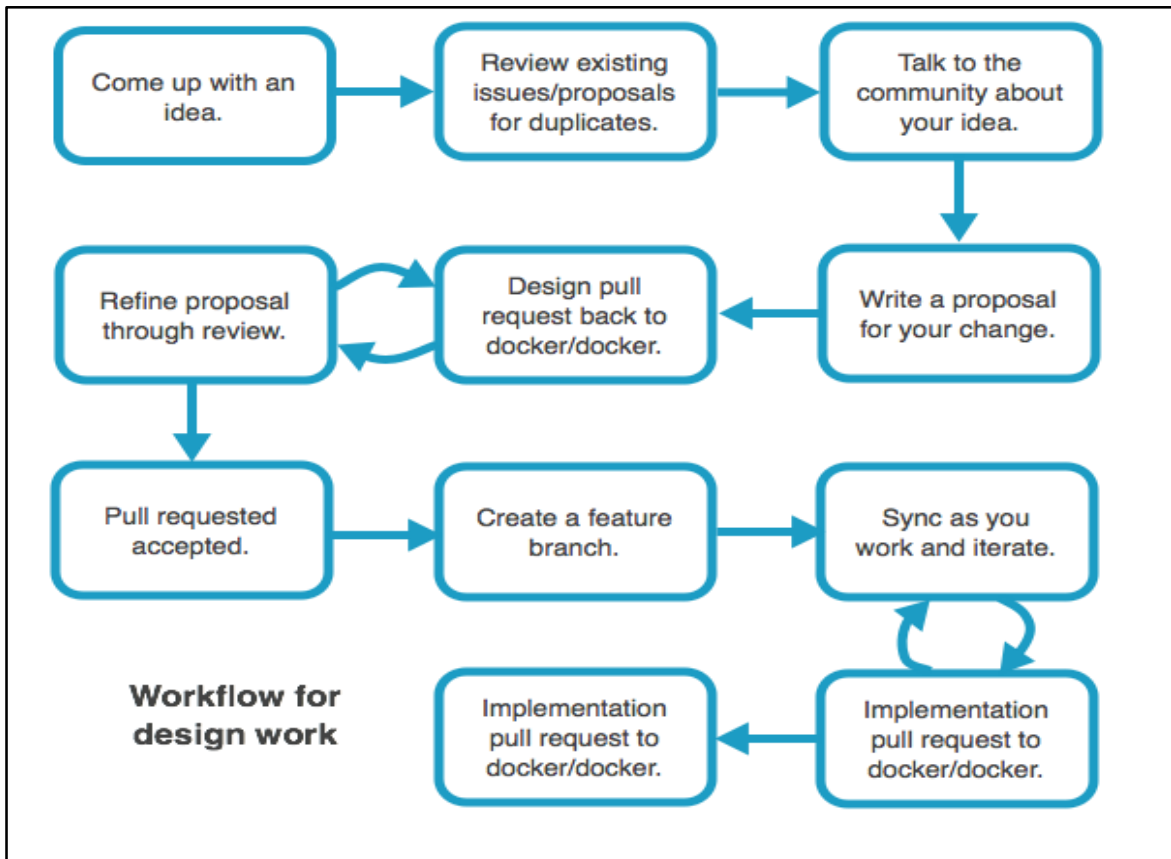 Come up with an
idea.
Review existing
issues/proposals
for duplicates.
Talk to the
community about
your idea.
Write a proposal
for your change.
Design pull
request back to
docker/docker.
Refine proposal
through review.
Pull requested
accepted.
Create a feature
branch.
Sync as you
work and iterate.
Implementation
pull request to
docker/docker.
Implementation
pull request to
docker/docker.
Workflow for
design work